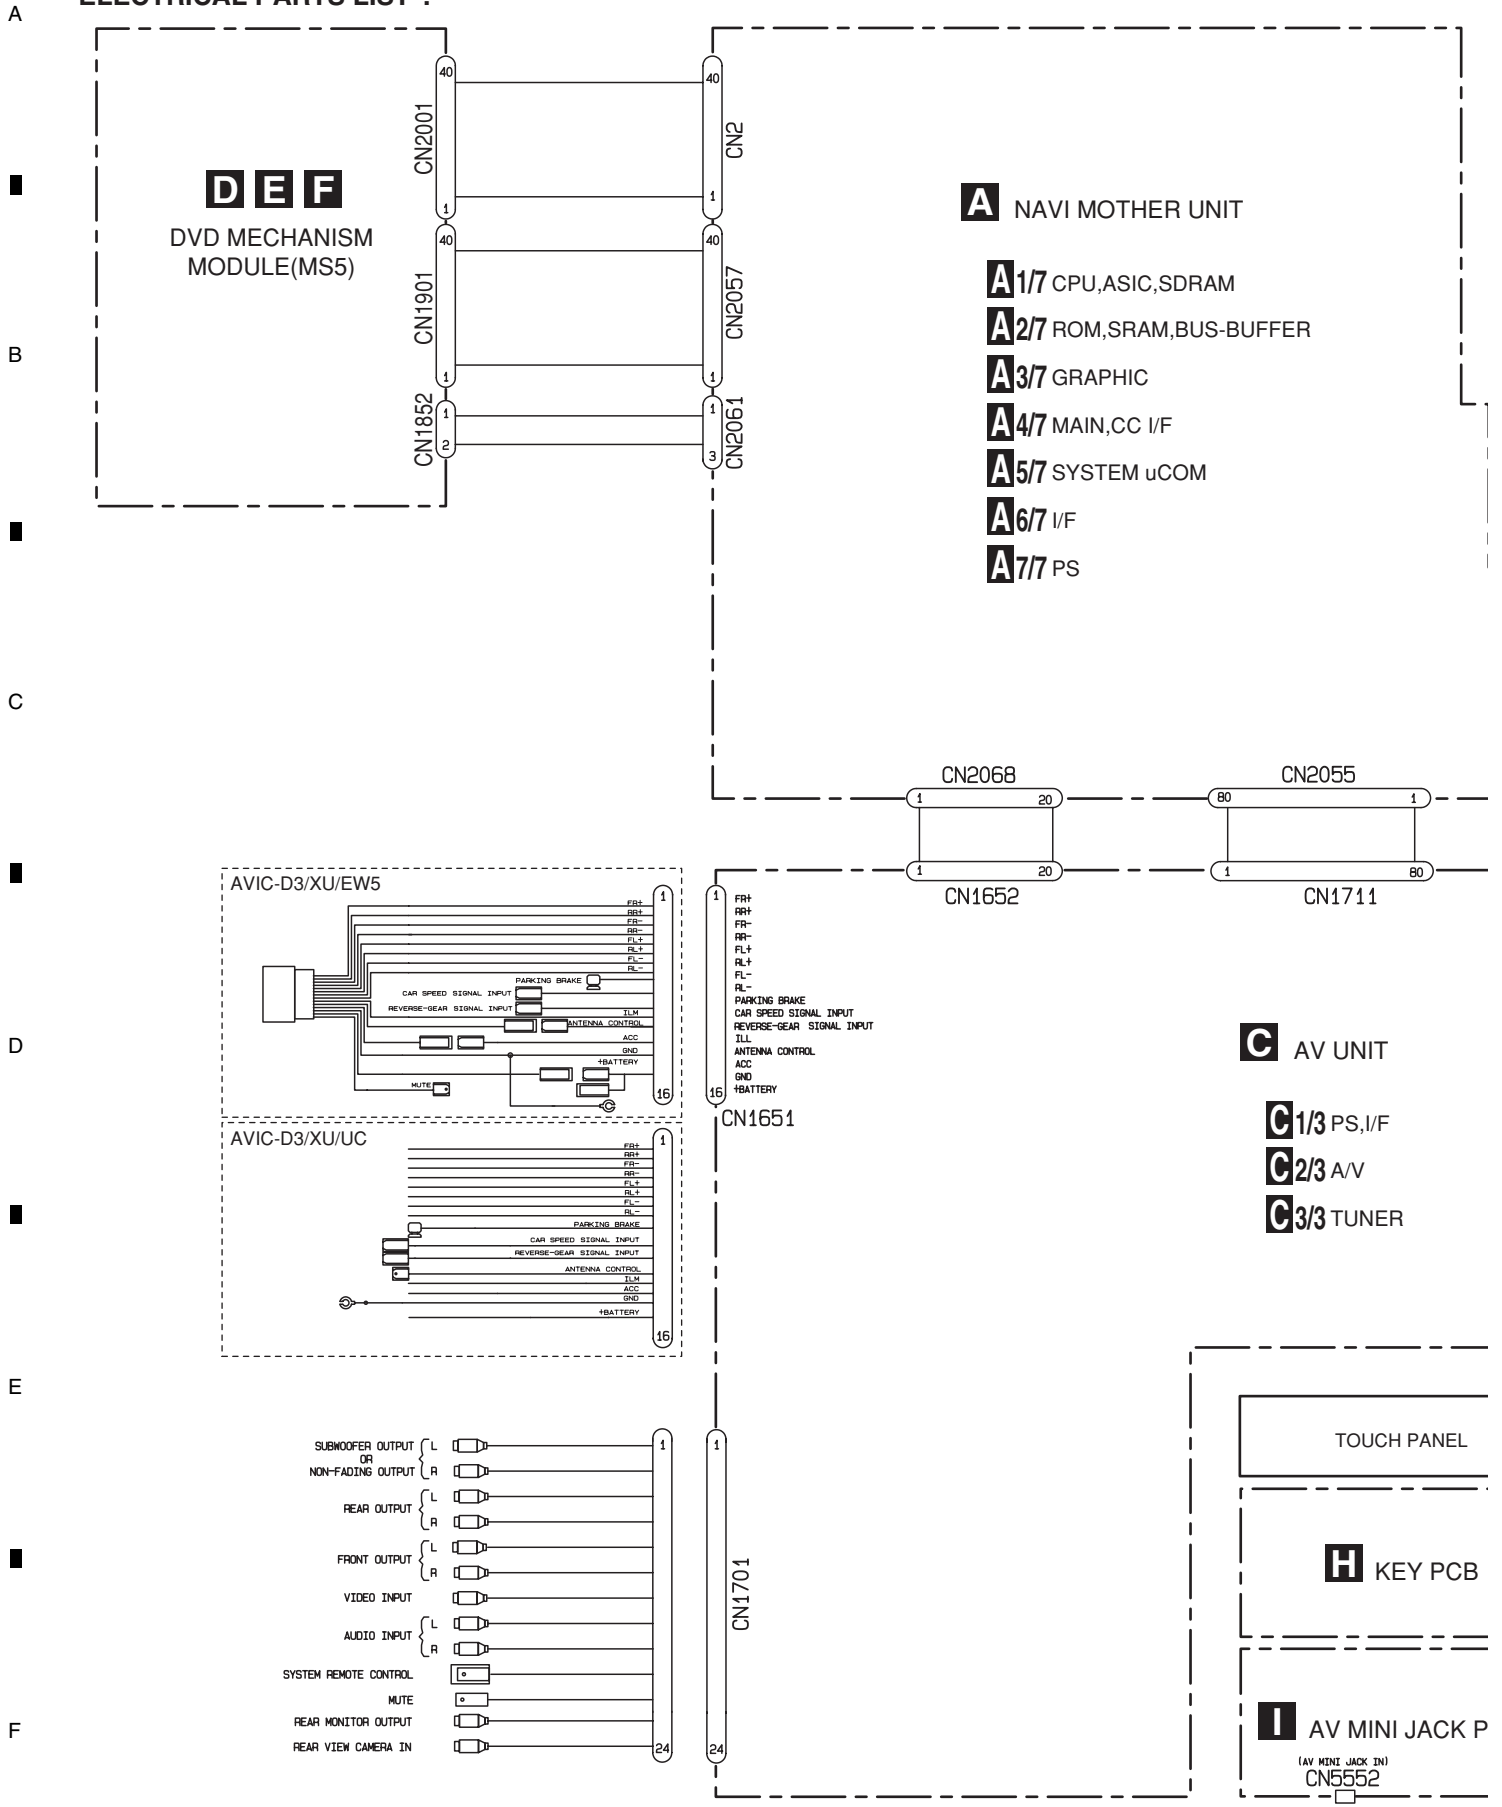 A
40
40
CN2001
CN2
1
1
D E F
DVD MECHANISM
MODULE(MS5)
40
40
CN1901
CN2057
1
1
B
CN1852
1
2
1
3
CN2061
A NAVI MOTHER UNIT
A 1/7 CPU,ASIC,SDRAM
A 2/7 ROM,SRAM,BUS-BUFFER
A 3/7 GRAPHIC
A 4/7 MAIN,CC I/F
A 5/7 SYSTEM uCOM
A 6/7 I/F
A 7/7 PS
C
CN2068
CN2055
1 20
80 1
1 20
1 80
CN1652
CN1711
AVIC-D3/XU/EW5
1
FR+
RR+
FR-
RR-
FL+
RL+
FL-
RL-
PARKING BRAKE
CAR SPEED SIGNAL INPUT
REVERSE-GEAR SIGNAL INPUT
ILM
ANTENNA CONTROL
ACC
GND
+BATTERY
MUTE
16
1
FR+
RR+
FR-
RR-
FL+
RL+
FL-
RL-
PARKING BRAKE
CAR SPEED SIGNAL INPUT
REVERSE-GEAR SIGNAL INPUT
ILL
ANTENNA CONTROL
ACC
GND
+BATTERY
16
CN1651
D
C AV UNIT
C 1/3 PS,I/F
C 2/3 A/V
C 3/3 TUNER
AVIC-D3/XU/UC
1
FR+
RR+
FR-
RR-
FL+
RL+
FL-
RL-
PARKING BRAKE
CAR SPEED SIGNAL INPUT
REVERSE-GEAR SIGNAL INPUT
ANTENNA CONTROL
ILM
ACC
GND
+BATTERY
16
E
SUBWOOFER OUTPUT L
OR
NON-FADING OUTPUT R
REAR OUTPUT
L
R
FRONT OUTPUT
L
R
VIDEO INPUT
AUDIO INPUT
L
R
SYSTEM REMOTE CONTROL
MUTE
REAR MONITOR OUTPUT
REAR VIEW CAMERA IN
1
24
1
24
CN1701
TOUCH PANEL
H KEY PCB
I AV MINI JACK P
(AV MINI JACK IN)
CN5552
F